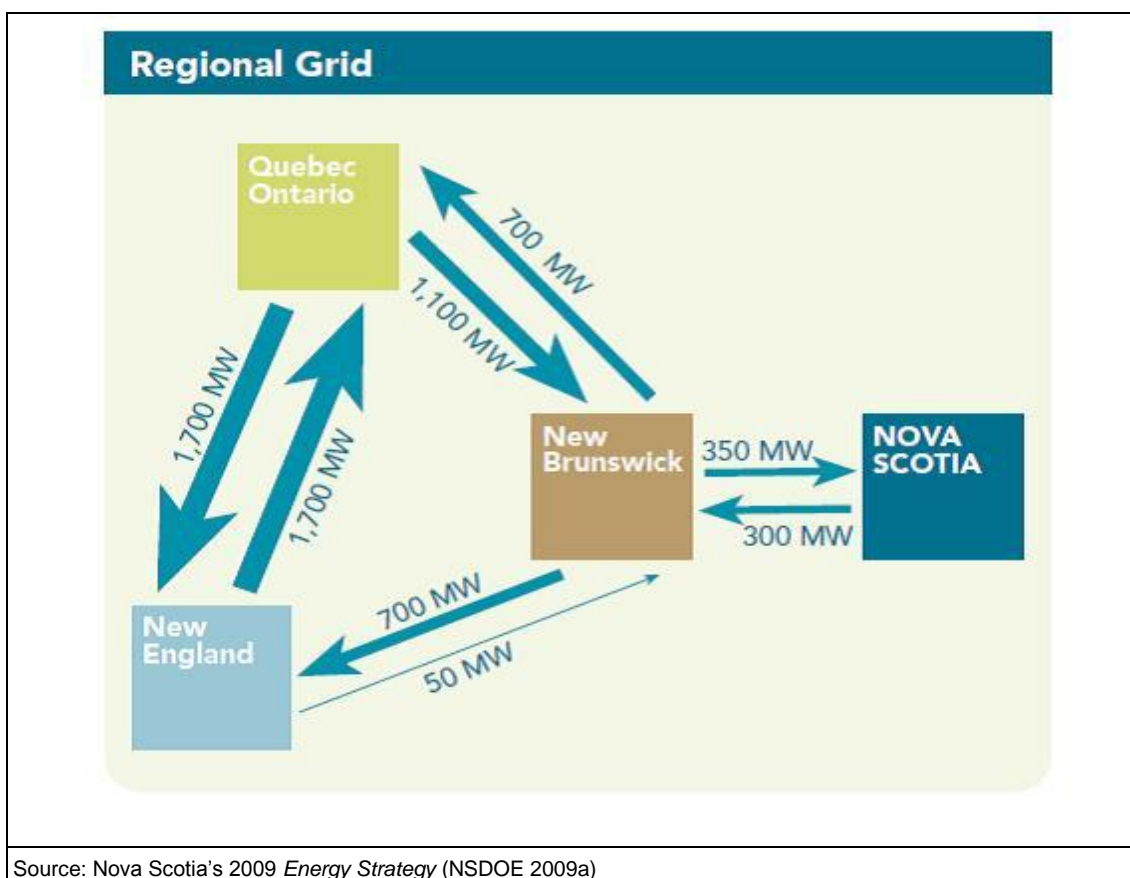 Regional Grid
Quebec
Ontario
700 MW
1,100 MW
1,700 MW
1,700 MW
New
Brunswick
350 MW
NOVA
SCOTIA
300 MW
700 MW
50 MW
New
England
Source: Nova Scotia's 2009 Energy Strategy (NSDOE 2009a)